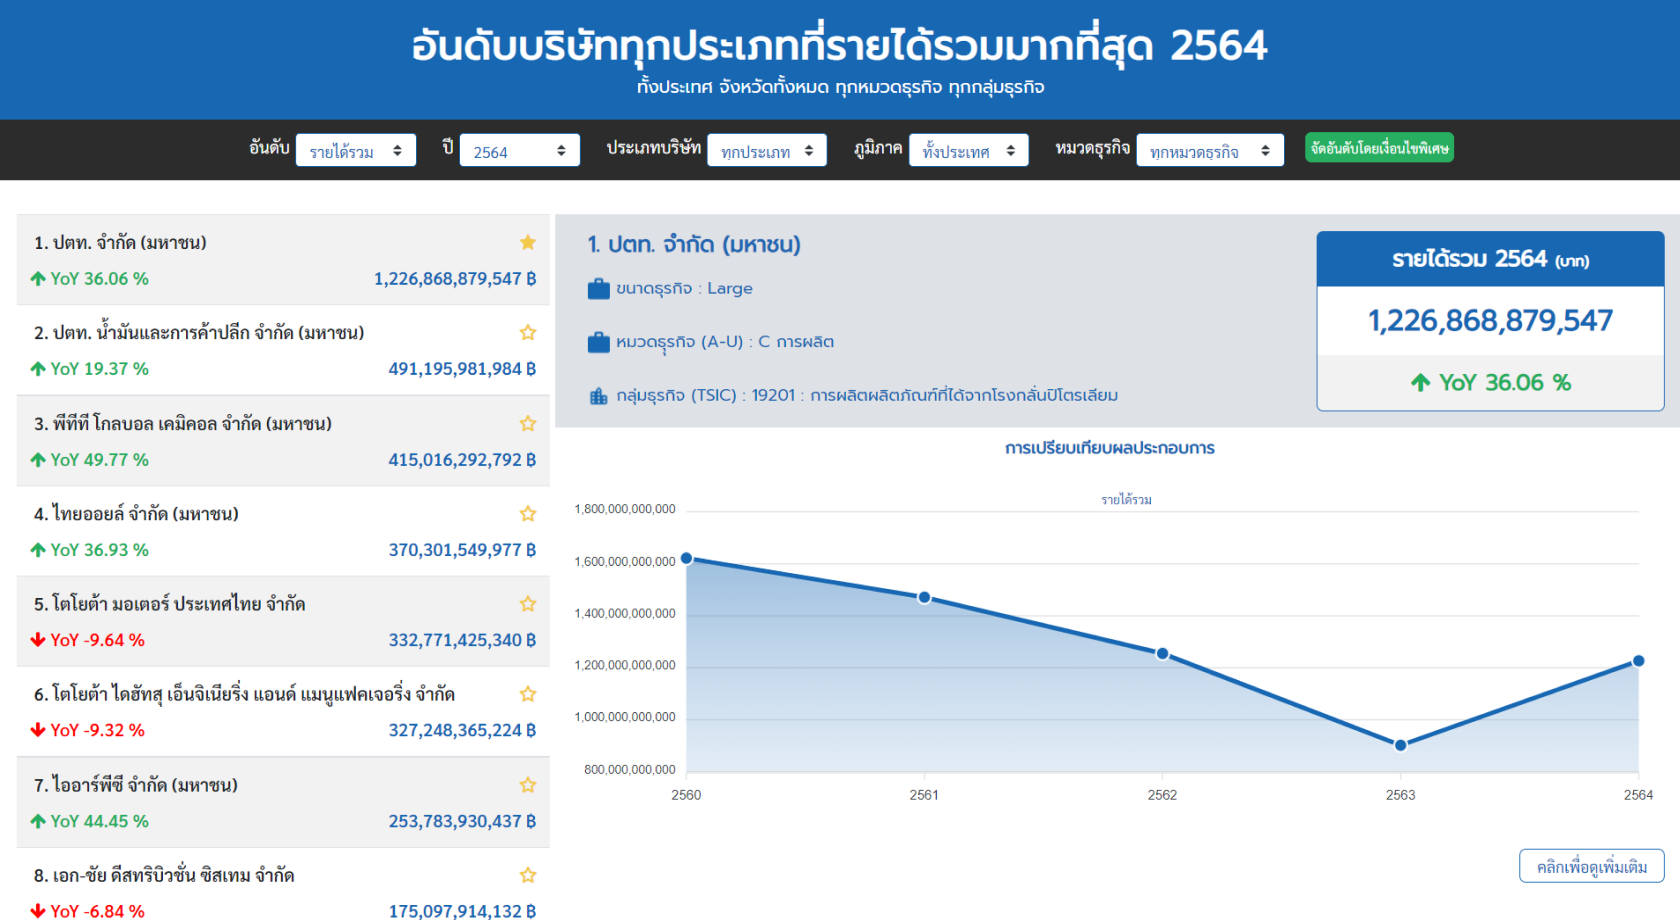 อันดับบริษัททุกประเภทที่รายได้รวมมากที่สุด 2564
ทั้งประเทศ จังหวัดทั้งหมด ทุกหมวดธุรกิจ ทุกกลุ่มธุรกิจ
อันดับ รายได้รวม ปี 2564 ประเภทบริษัท ทุกประเภท ภูมิภาค ทั้งประเทศ หมวดธุรกิจ ทุกหมวดธุรกิจ จัดอันดับโดยเงื่อนไขพิเศษ
1. ปตท. จำกัด (มหาชน)
YoY 36.06 % 1,226,868,879,547 ฿
2. ปตท. น้ำมันและการค้าปลีก จำกัด (มหาชน)
YoY 19.37 % 491,195,981,984 ฿
3. พีทีที โกลบอล เคมิคอล จำกัด (มหาชน)
YoY 49.77 % 415,016,292,792 ฿
4. ไทยออยล์ จำกัด (มหาชน)
YoY 36.93 % 370,301,549,977 ฿
5. โตโยต้า มอเตอร์ ประเทศไทย จำกัด
YoY -9.64 % 332,771,425,340 ฿
6. โตโยต้า ไดฮัทสุ เอ็นจิเนียริ่ง แอนด์ แมนูแฟคเจอริ่ง จำกัด
YoY -9.32 % 327,248,365,224 ฿
7. ไออาร์พีซี จำกัด (มหาชน)
YoY 44.45 % 253,783,930,437 ฿
8. เอก-ชัย ดีสทริบิวชั่น ซิสเทม จำกัด
YoY -6.84 % 175,097,914,132 ฿
1. ปตท. จำกัด (มหาชน)
ขนาดธุรกิจ : Large
หมวดธุรกิจ (A-U) : C การผลิต
กลุ่มธุรกิจ (TSIC) : 19201 : การผลิตผลิตภัณฑ์ที่ได้จากโรงกลั่นปิโตรเลียม
รายได้รวม 2564 (บาท)
1,226,868,879,547
YoY 36.06 %
การเปรียบเทียบผลประกอบการ
รายได้รวม
1,800,000,000,000
1,600,000,000,000
1,400,000,000,000
1,200,000,000,000
1,000,000,000,000
800,000,000,000
2560 2561 2562 2563 2564
คลิกเพื่อดูเพิ่มเติม